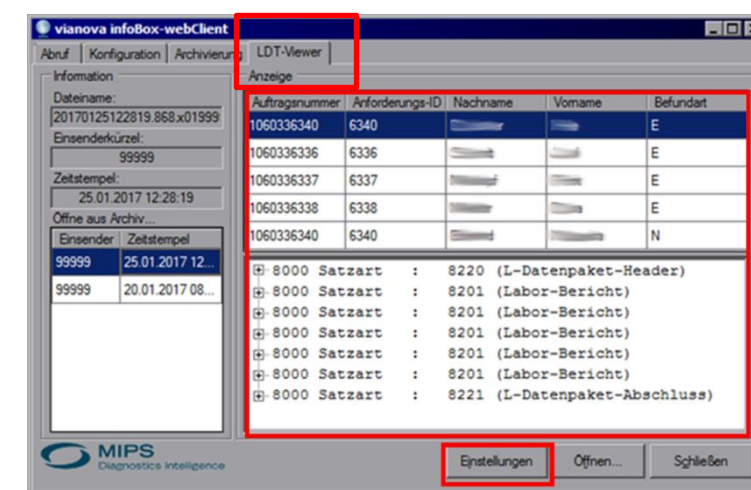 vianova infoBox-webClient
Abruf Konfiguration Archivierung LDT-Viewer
Information
Dateiname:
20170125122819.868.x01999
Einsenderkürzel:
99999
Zeitstempel:
25.01.2017 12:28:19
Öffne aus Archiv...
Einsender Zeitstempel
99999 25.01.2017 12...
99999 20.01.2017 08...
Anzeige
Auftragsnummer Anforderungs-ID Nachname Vorname Befundart
1060336340 6340 E
1060336336 6336 E
1060336337 6337 E
1060336338 6338 E
1060336340 6340 N
8000 Satzart : 8220 (L-Datenpaket-Header)
8000 Satzart : 8201 (Labor-Bericht)
8000 Satzart : 8201 (Labor-Bericht)
8000 Satzart : 8201 (Labor-Bericht)
8000 Satzart : 8201 (Labor-Bericht)
8000 Satzart : 8201 (Labor-Bericht)
8000 Satzart : 8221 (L-Datenpaket-Abschluss)
MIPS
Diagnostics Intelligence
Einstellungen Öffnen... Schließen